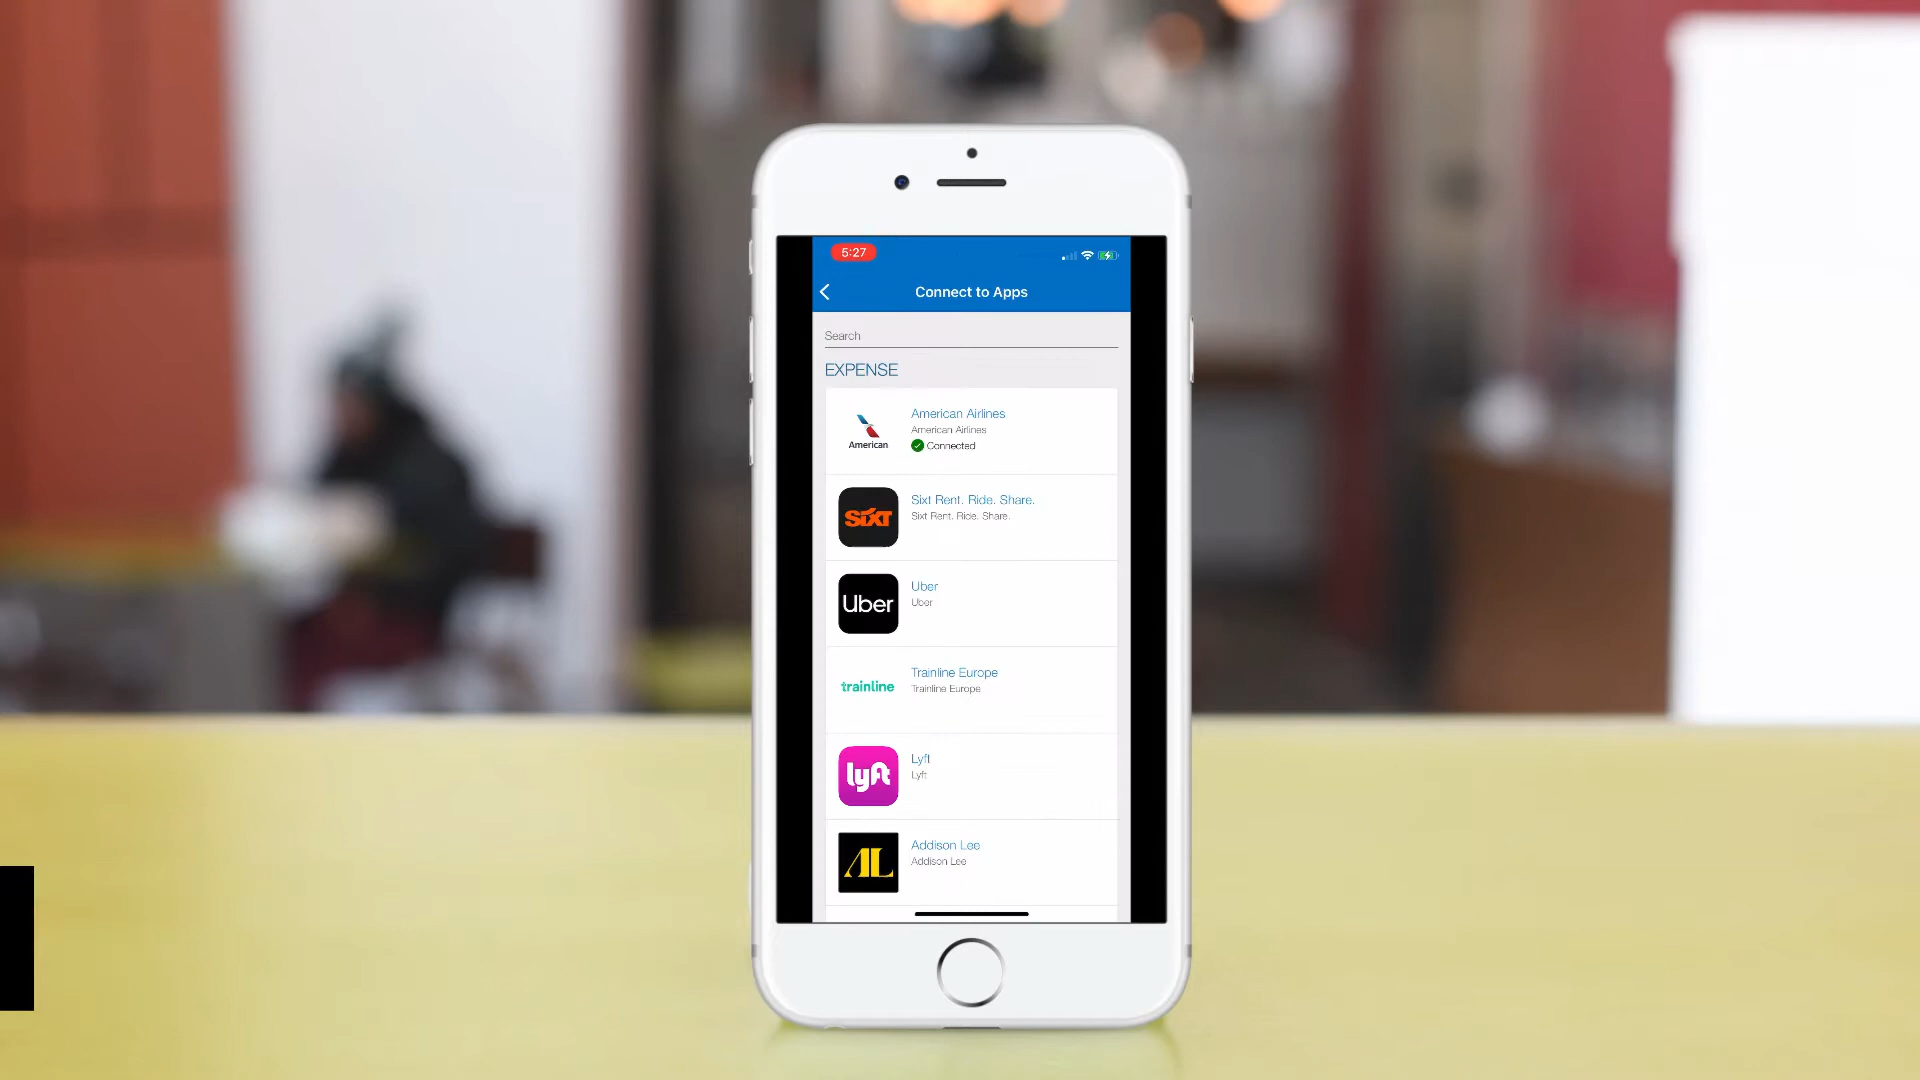 5:27
Connect to Apps
Search
EXPENSE
American
American Airlines
American Airlines
Connected
SiXT
Sixt Rent. Ride. Share.
Sixt Rent. Ride. Share.
Uber
Uber
Uber
trainline
Trainline Europe
Trainline Europe
lyft
Lyft
Lyft
AL
Addison Lee
Addison Lee